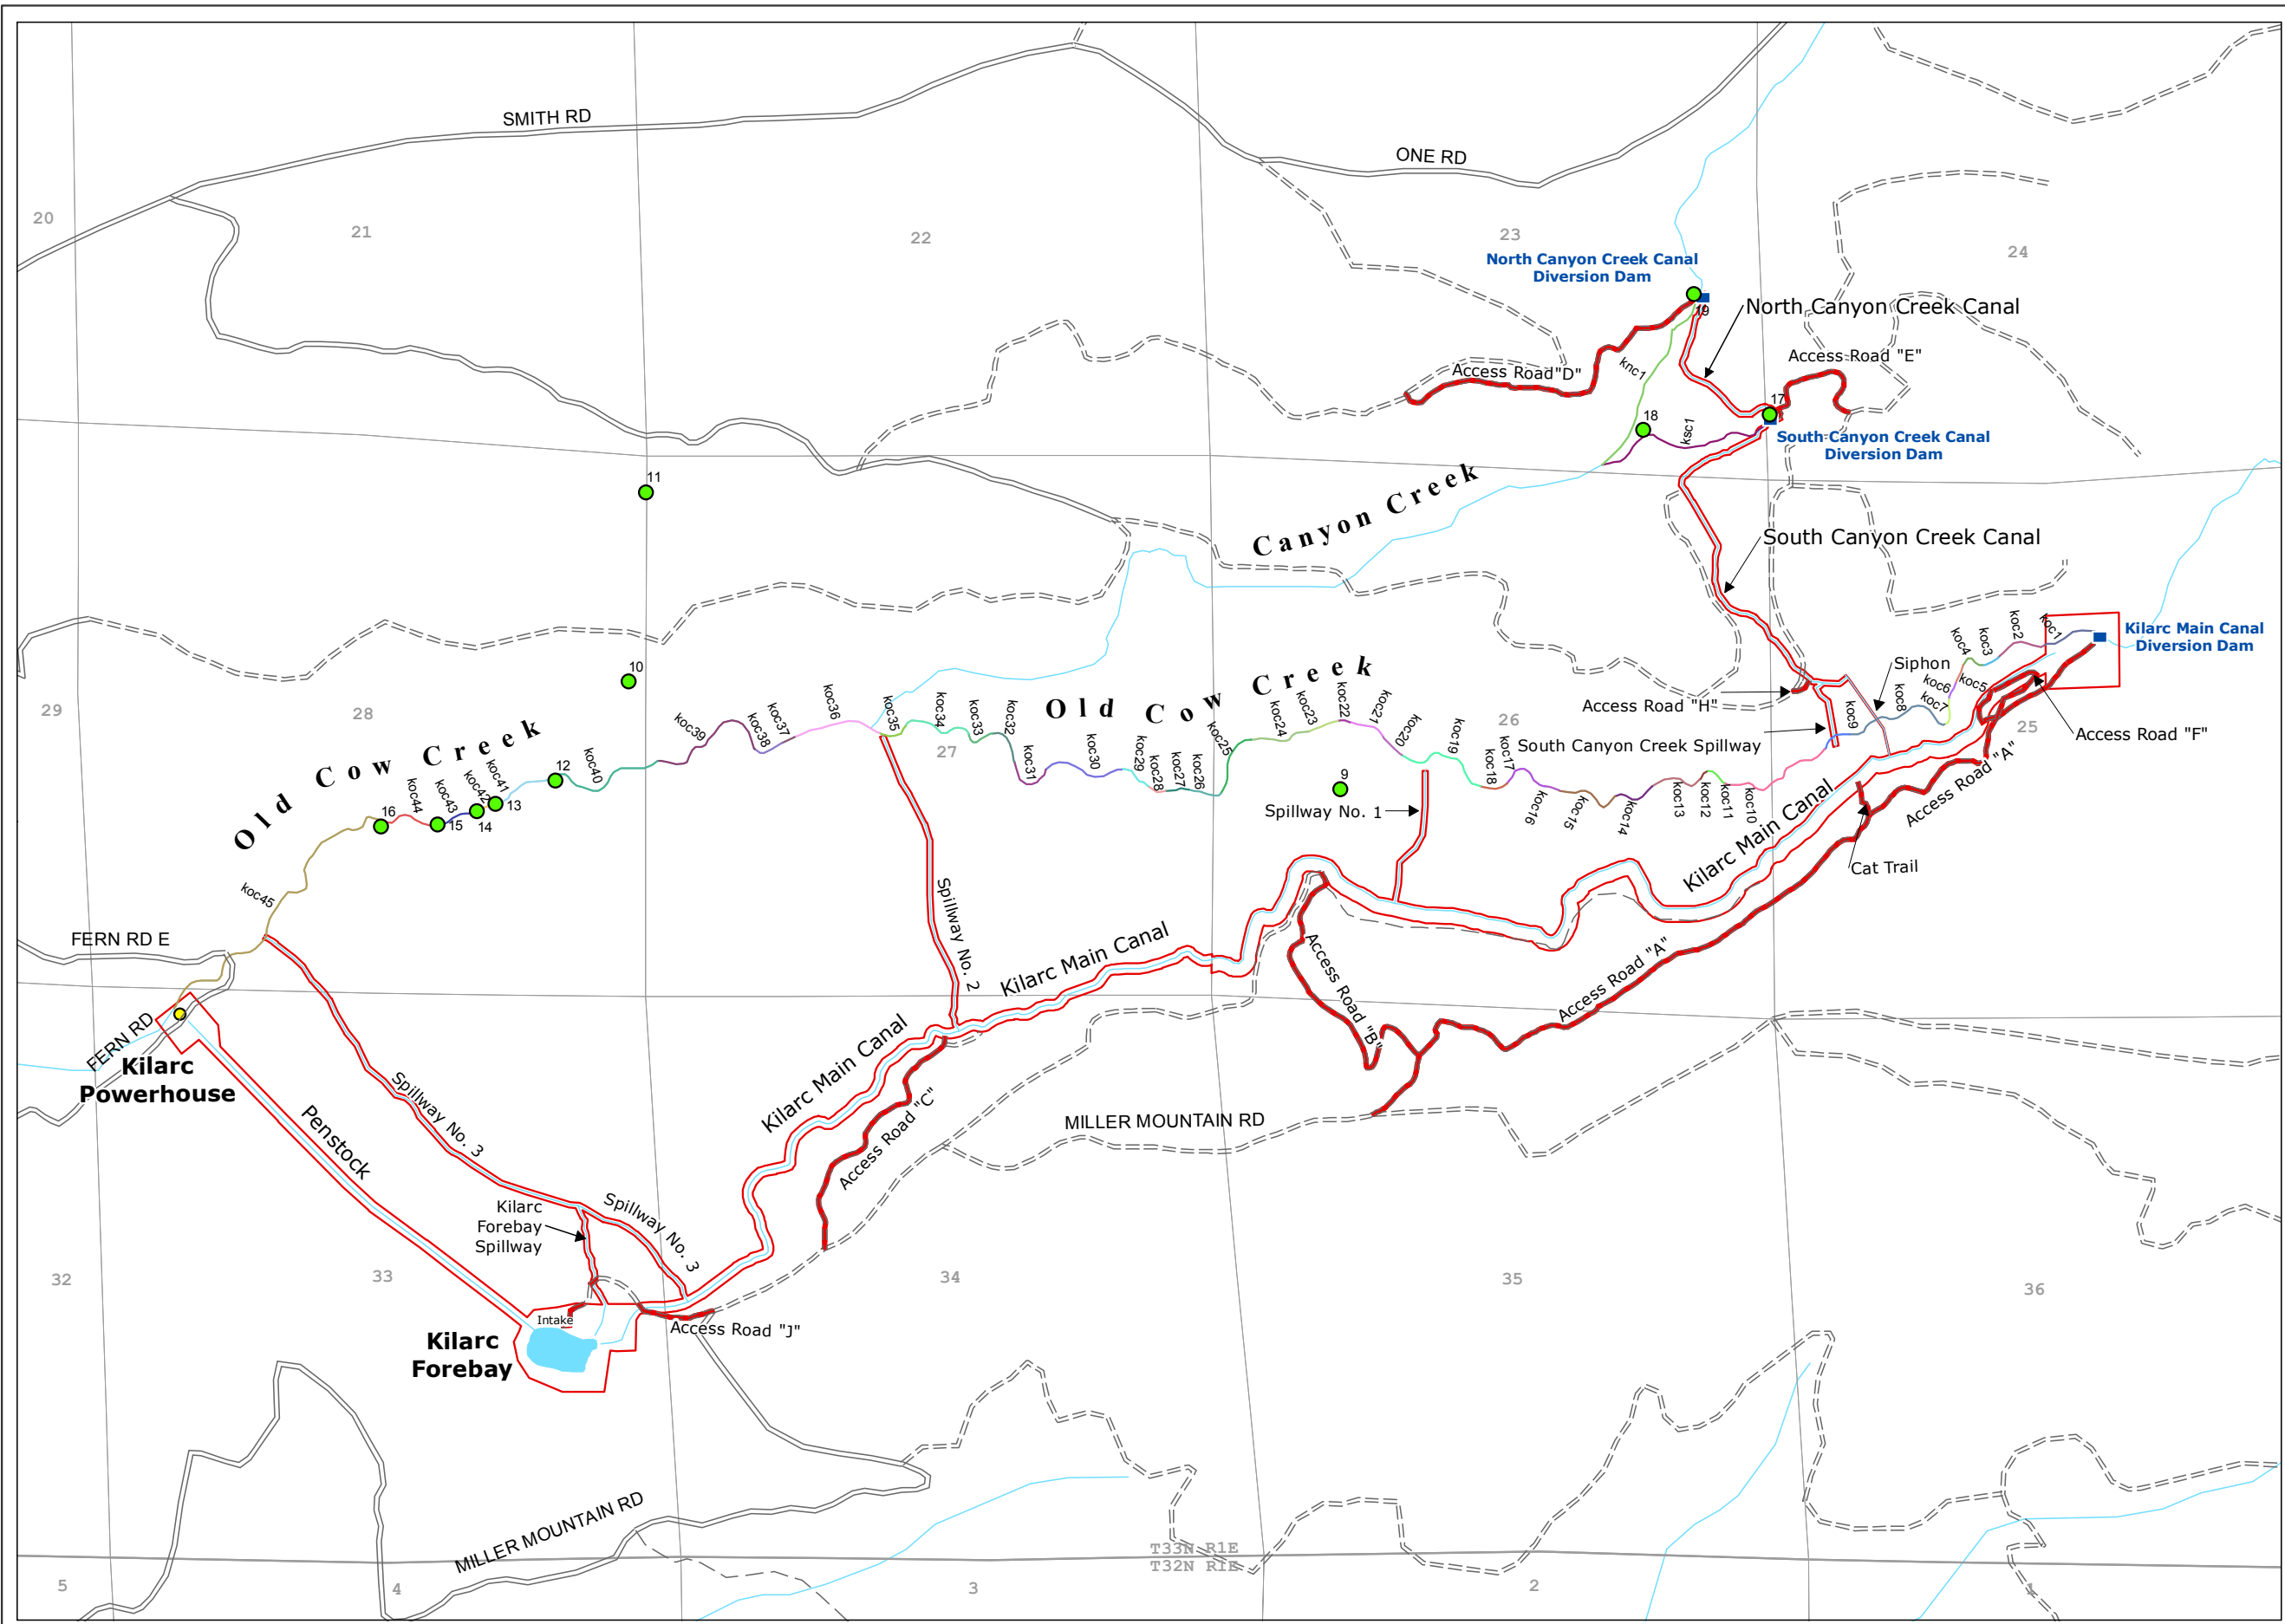 SMITH RD
ONE RD
20
21
22
23
24
North Canyon Creek Canal
Diversion Dam
19
North Canyon Creek Canal
Access Road "E"
Access Road"D"
knc1
17
18
ksc1
South Canyon Creek Canal
Diversion Dam
11
Canyon Creek
South Canyon Creek Canal
Kilarc Main Canal
Diversion Dam
koc1
koc2
koc3
koc4
koc5
koc6
koc7
koc8
koc9
Siphon
10
Access Road "H"
South Canyon Creek Spillway
Access Road "F"
25
26
27
28
29
Old Cow Creek
koc10
koc11
koc12
koc13
koc14
koc15
koc16
koc17
koc18
koc19
koc20
koc21
koc22
koc23
koc24
koc25
koc26
koc27
koc28
koc29
koc30
koc31
koc32
koc33
koc34
koc35
koc36
koc37
koc38
koc39
koc40
koc41
koc42
koc43
koc44
koc45
Old Cow Creek
9
12
13
14
15
16
Spillway No. 1
Access Road "A"
Cat Trail
Kilarc Main Canal
FERN RD E
Spillway No. 2
Kilarc Main Canal
Access Road "B"
Access Road "A"
FERN RD
Kilarc
Powerhouse
Kilarc Main Canal
Access Road "C"
MILLER MOUNTAIN RD
Spillway No. 3
Penstock
Kilarc
Forebay
Spillway
Spillway No. 3
32
33
34
35
36
Intake
Access Road "J"
Kilarc
Forebay
MILLER MOUNTAIN RD
T33N R1E
T32N R1E
5
4
3
2
1